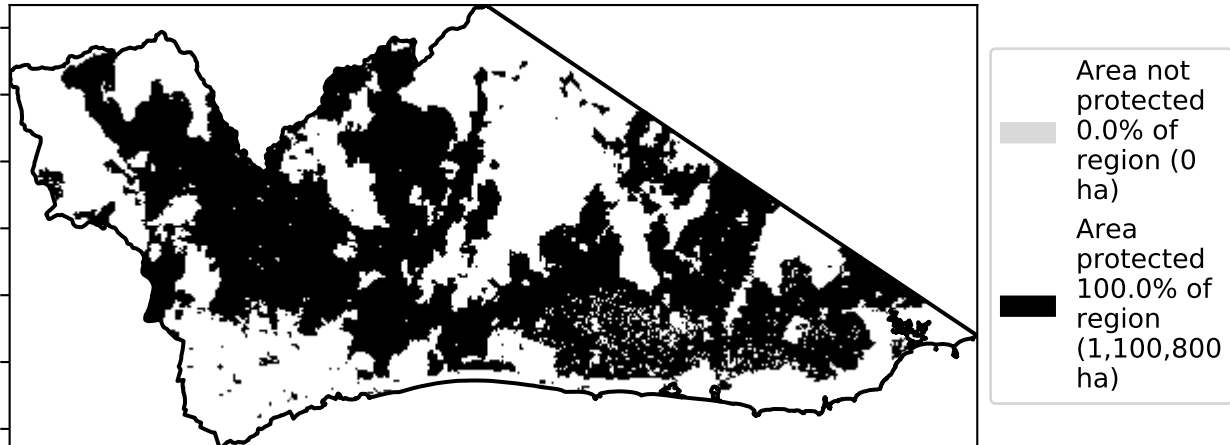 Area not
protected
0.0% of
region (0
ha)
Area
protected
100.0% of
region
(1,100,800
ha)